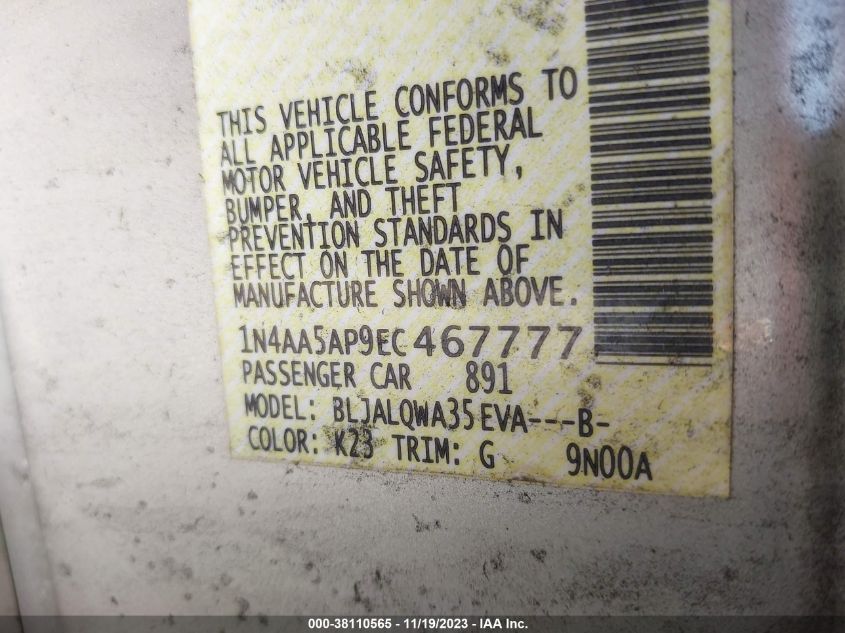 THIS VEHICLE CONFORMS TO
ALL APPLICABLE FEDERAL
MOTOR VEHICLE SAFETY,
BUMPER, AND THEFT
PREVENTION STANDARDS IN
EFFECT ON THE DATE OF
MANUFACTURE SHOWN ABOVE.
1N4AA5AP9EC467777
PASSENGER CAR 891
MODEL: BLJALQWA35EVA---B-
COLOR: K23 TRIM: G 9N00A
000-38110565 - 11/19/2023 - IAA Inc.